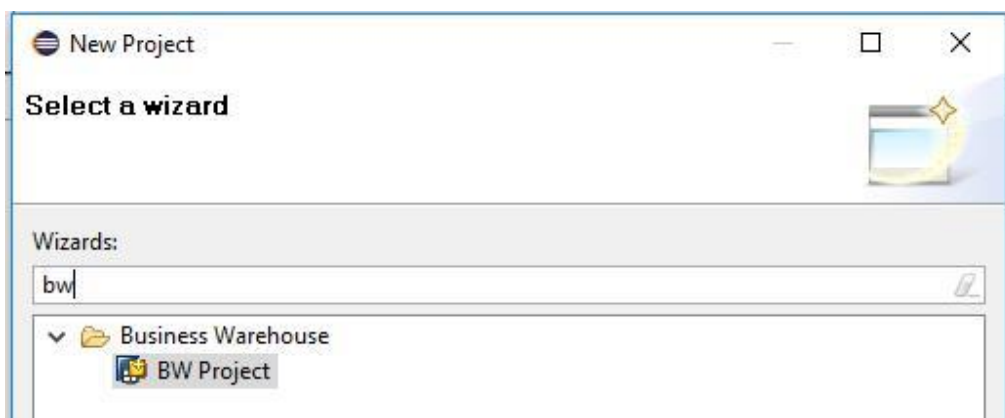 New Project
Select a wizard
Wizards:
bw
Business Warehouse
BW Project